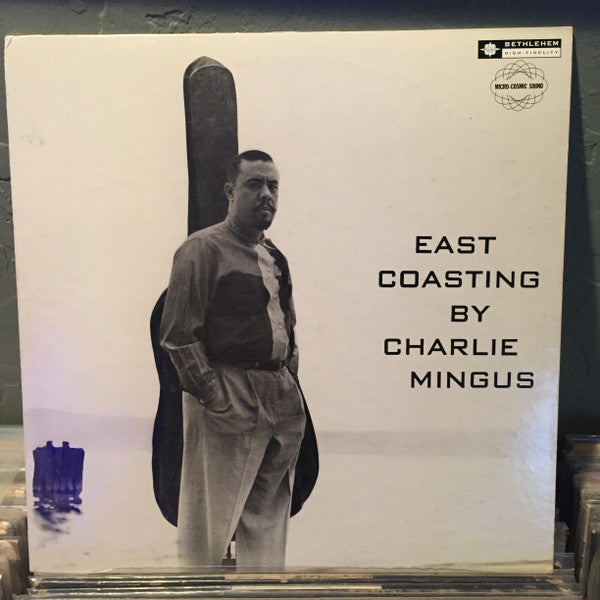 BETHLEHEM
HIGH FIDELITY
MICRO-COSMIC SOUND
EAST
COASTING
BY
CHARLIE
MINGUS